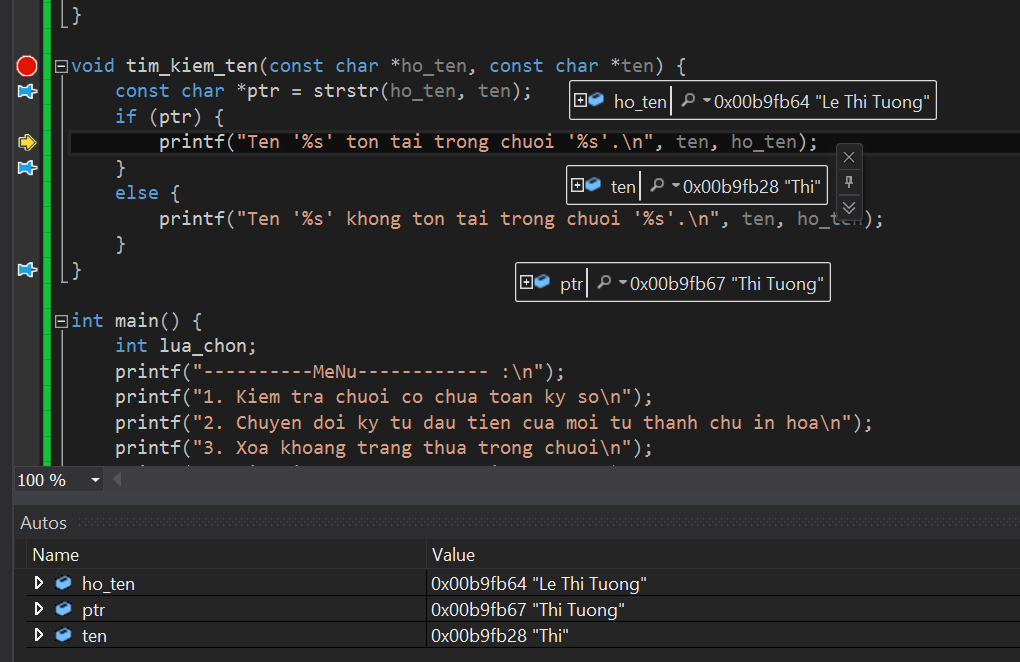 }
void tim_kiem_ten(const char *ho_ten, const char *ten) {
const char *ptr = strstr(ho_ten, ten);
ho_ten 0x00b9fb64 "Le Thi Tuong"
if (ptr) {
printf("Ten '%s' ton tai trong chuoi '%s'.\n", ten, ho_ten);
}
ten 0x00b9fb28 "Thi"
else {
printf("Ten '%s' khong ton tai trong chuoi '%s'.\n", ten, ho_ten);
}
}
ptr 0x00b9fb67 "Thi Tuong"
int main() {
int lua_chon;
printf("----------MeNu------------ :\n");
printf("1. Kiem tra chuoi co chua toan ky so\n");
printf("2. Chuyen doi ky tu dau tien cua moi tu thanh chu in hoa\n");
printf("3. Xoa khoang trang thua trong chuoi\n");
100 %
Autos
Name Value
ho_ten 0x00b9fb64 "Le Thi Tuong"
ptr 0x00b9fb67 "Thi Tuong"
ten 0x00b9fb28 "Thi"